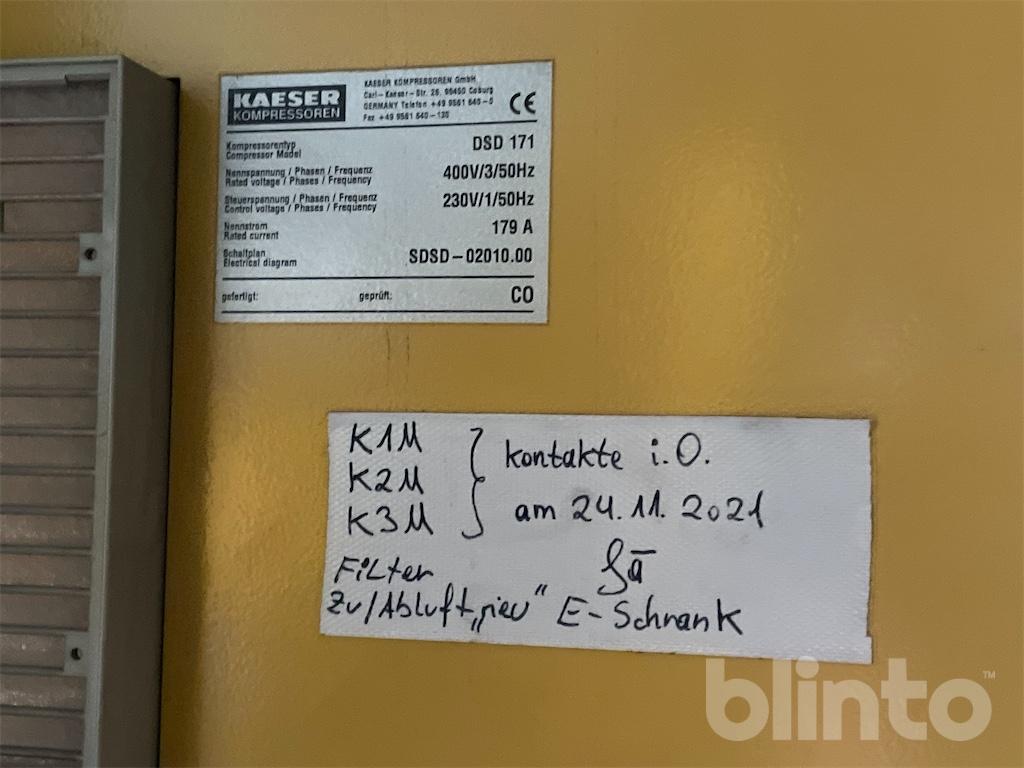 KAESER
KOMPRESSOREN
KAESER KOMPRESSOREN GmbH
Carl-Kaeser-Str. 26, 96450 Coburg
GERMANY Telefon +49 9561 640-0
Fax +49 9561 640-130
CE
Kompressorentyp
Compressor Model
DSD 171
Nennspannung / Phasen / Frequenz
Rated voltage / Phases / Frequency
400V/3/50Hz
Steuerspannung / Phasen / Frequenz
Control voltage / Phases / Frequency
230V/1/50Hz
Nennstrom
Rated current
179 A
Schaltplan
Electrical diagram
SDSD-02010.00
gefertigt:
geprüft:
CO
K1M
K2M
K3M
kontakte i.O.
am 24.11.2021
Filter
Zu/Abluft „neu“ E-Schrank
blinto™